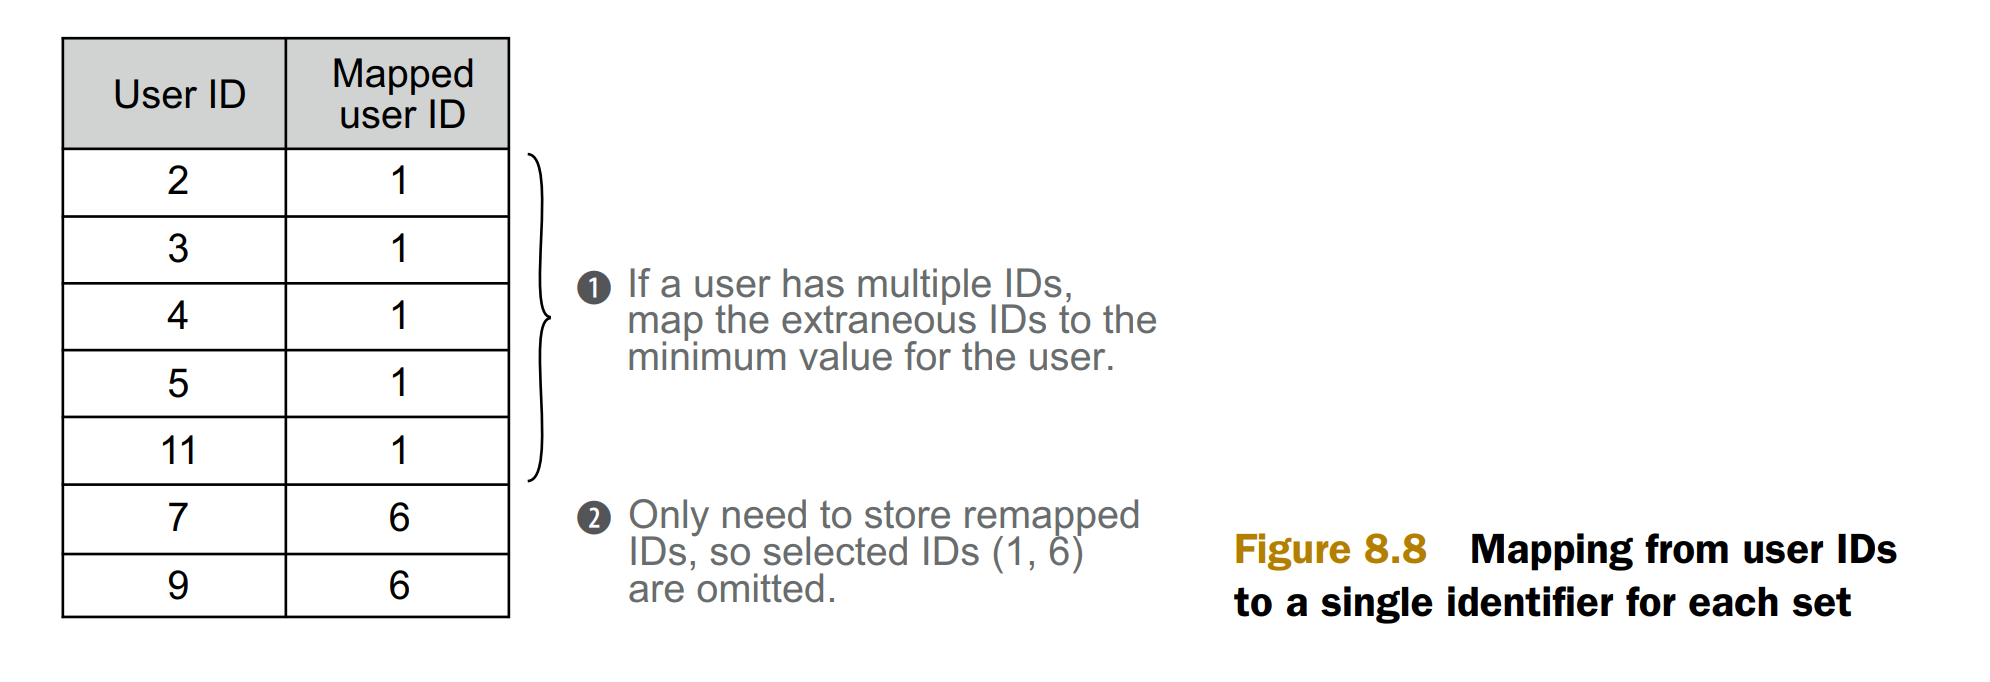 User ID
Mapped
user ID
2 1
3 1
4 1
5 1
11 1
7 6
9 6
1 If a user has multiple IDs,
map the extraneous IDs to the
minimum value for the user.
2 Only need to store remapped
IDs, so selected IDs (1, 6)
are omitted.
Figure 8.8 Mapping from user IDs
to a single identifier for each set